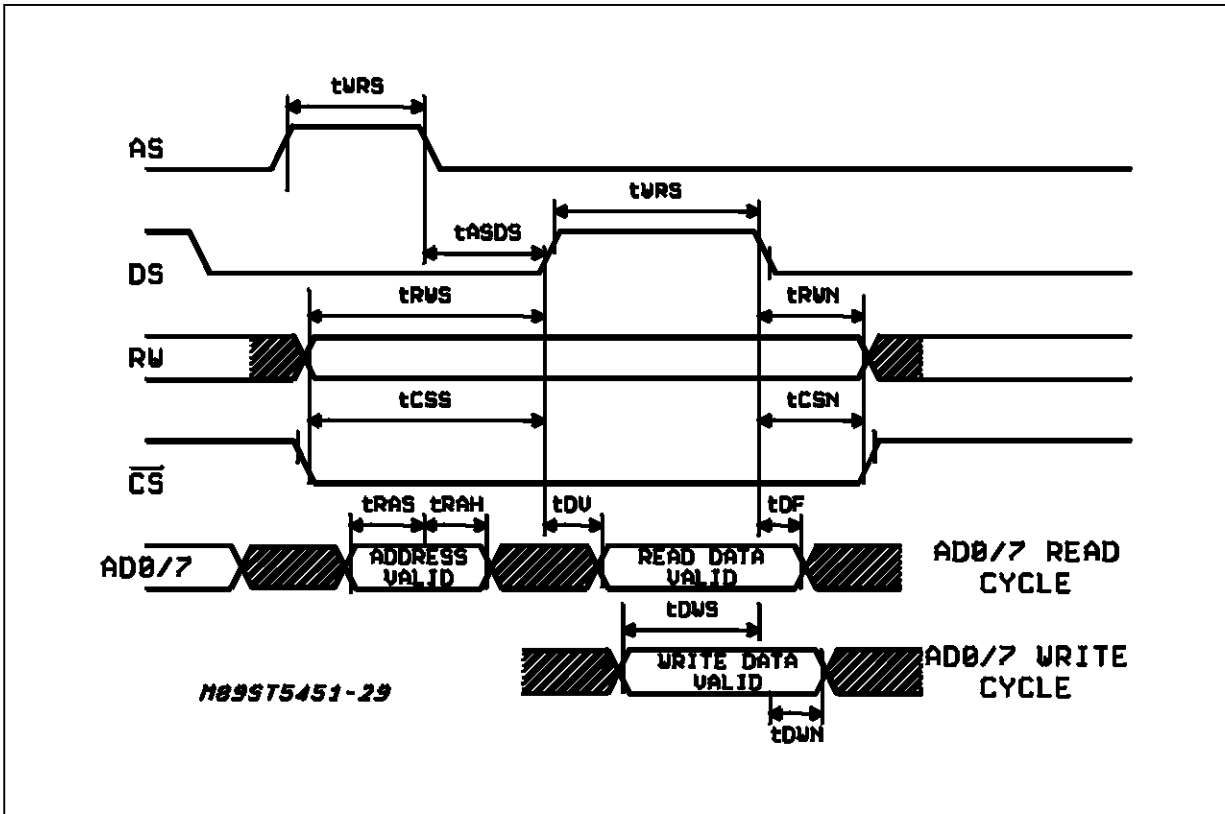 tWRS
AS
tWRS
tASDS
DS
tRWS
tRWN
RW
tCSS
tCSN
CS
tRAS
tRAH
tDV
tDF
AD0/7
ADDRESS
VALID
READ DATA
VALID
AD0/7 READ
CYCLE
tDWS
WRITE DATA
VALID
AD0/7 WRITE
CYCLE
M89ST5451-29
tDWN